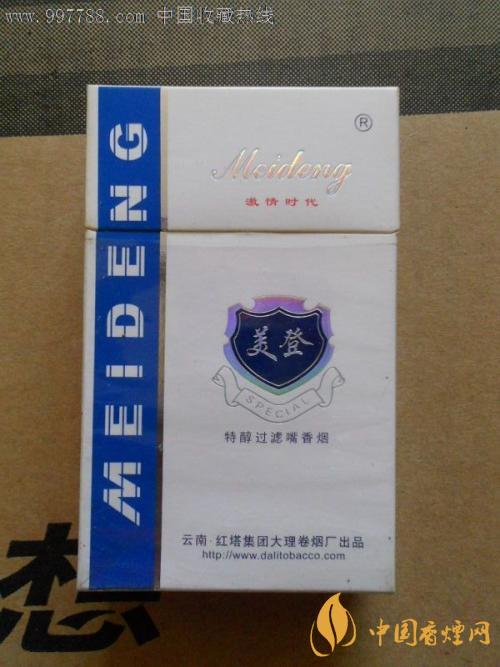 www.997788.com 中国收藏热线
Meideng
®
激情时代
MEIDENG
MEIDENG
美登
SPECIAL
特醇过滤嘴香烟
云南·红塔集团大理卷烟厂出品
http://www.dalitobacco.com
想
中国香烟网